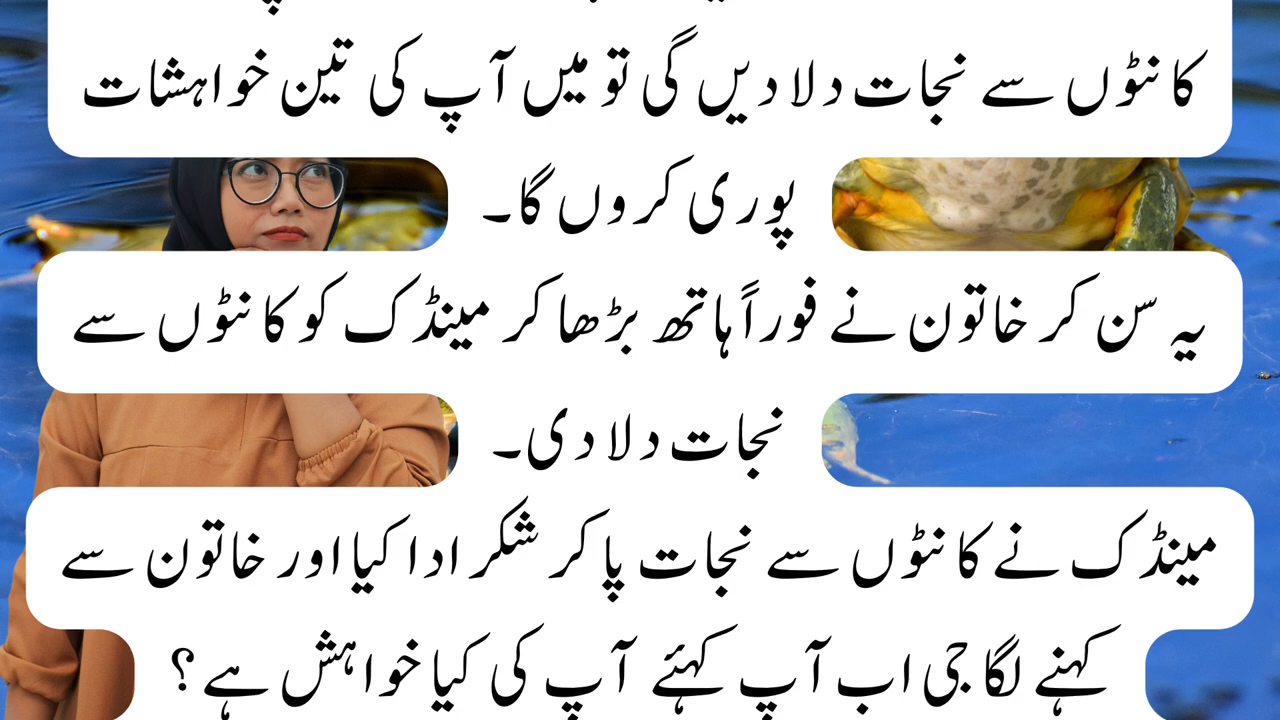 کانٹوں سے نجات دلا دیں گی تو میں آپ کی تین خواہشات
پوری کروں گا۔
یہ سن کر خاتون نے فوراً ہاتھ بڑھا کر مینڈک کو کانٹوں سے
نجات دلا دی۔
مینڈک نے کانٹوں سے نجات پا کر شکر ادا کیا اور خاتون سے
کہنے لگا جی اب آپ کہئے آپ کی کیا خواہش ہے ؟